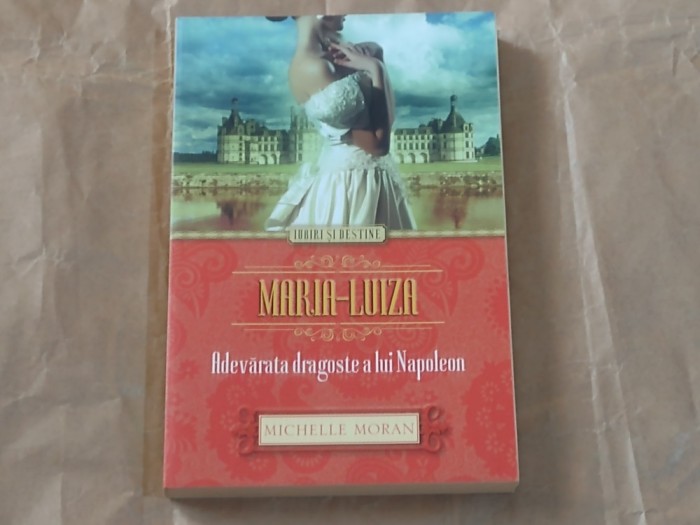 IUBIRI ȘI DESTINE
MARIA-LUIZA
Adevărata dragoste a lui Napoleon
MICHELLE MORAN